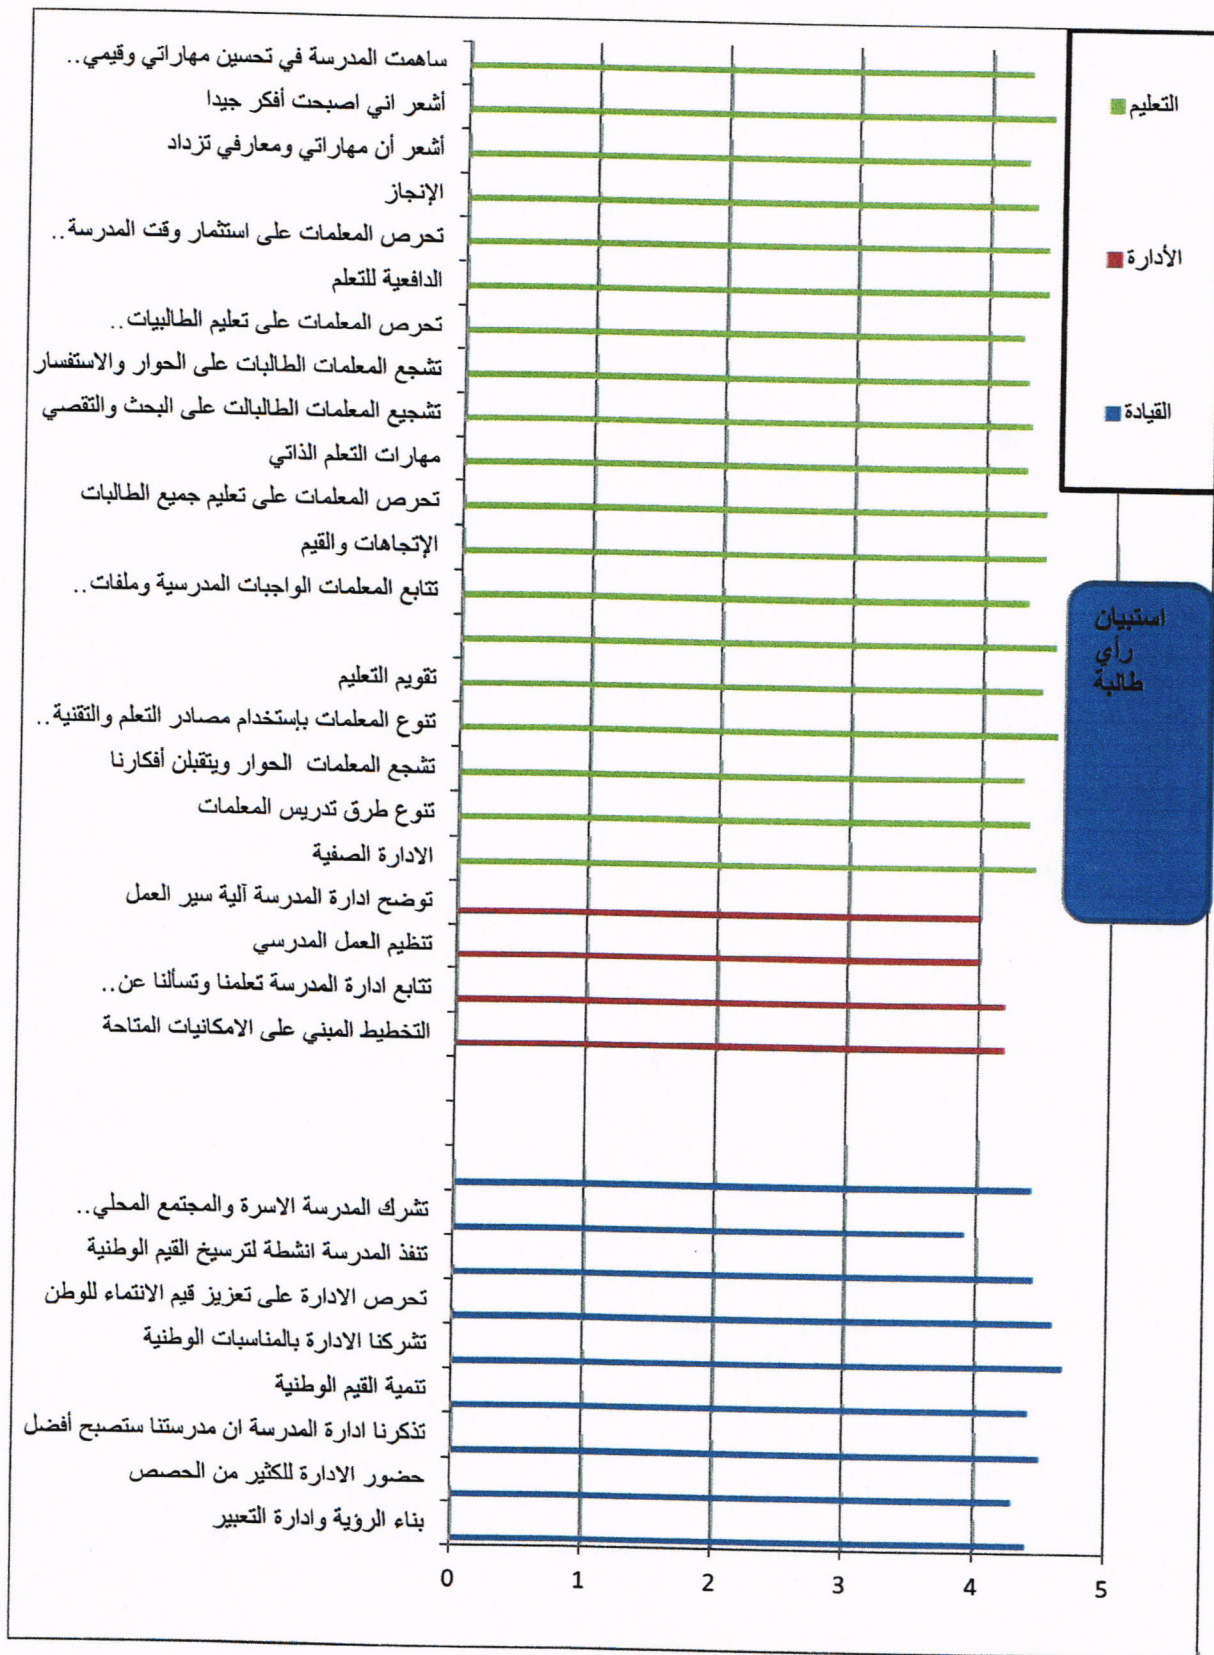 ساهمت المدرسة في تحسين مهاراتي وقيمي..
أشعر اني اصبحت أفكر جيدا
أشعر أن مهاراتي ومعارفي تزداد
الإنجاز
تحرص المعلمات على استثمار وقت المدرسة..
الدافعية للتعلم
تحرص المعلمات على تعليم الطالبيات..
تشجع المعلمات الطالبات على الحوار والاستفسار
تشجيع المعلمات الطالبالت على البحث والتقصي
مهارات التعلم الذاتي
تحرص المعلمات على تعليم جميع الطالبات
الإتجاهات والقيم
تتابع المعلمات الواجبات المدرسية وملفات..
تقويم التعليم
تنوع المعلمات بإستخدام مصادر التعلم والتقنية..
تشجع المعلمات الحوار ويتقبلن أفكارنا
تنوع طرق تدريس المعلمات
الادارة الصفية
توضح ادارة المدرسة آلية سير العمل
تنظيم العمل المدرسي
تتابع ادارة المدرسة تعلمنا وتسألنا عن..
التخطيط المبني على الامكانيات المتاحة
تشرك المدرسة الاسرة والمجتمع المحلي..
تنفذ المدرسة انشطة لترسيخ القيم الوطنية
تحرص الادارة على تعزيز قيم الانتماء للوطن
تشركنا الادارة بالمناسبات الوطنية
تنمية القيم الوطنية
تذكرنا ادارة المدرسة ان مدرستنا ستصبح أفضل
حضور الادارة للكثير من الحصص
بناء الرؤية وادارة التعبير
0 1 2 3 4 5
التعليم
الأدارة
القيادة
استبيان
رأي
طالبة